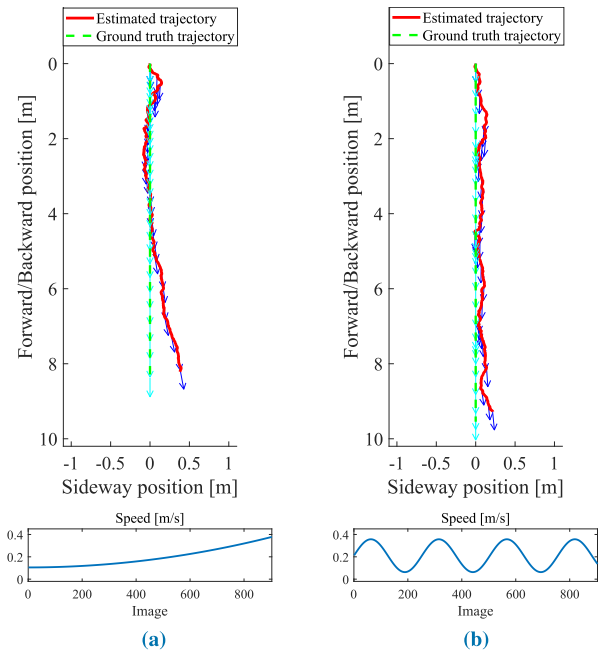 Estimated trajectory
Ground truth trajectory
0
2
4
6
8
10
Forward/Backward position [m]
-1 -0.5 0 0.5 1
Sideway position [m]
Speed [m/s]
0.4
0.2
0
0 200 400 600 800
Image
(a)
Estimated trajectory
Ground truth trajectory
0
2
4
6
8
10
Forward/Backward position [m]
-1 -0.5 0 0.5 1
Sideway position [m]
Speed [m/s]
0.4
0.2
0
0 200 400 600 800
Image
(b)